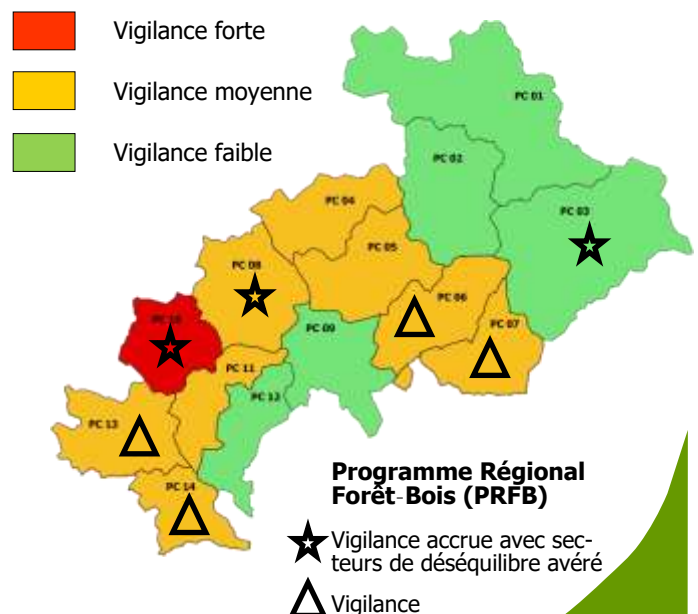 Vigilance forte
Vigilance moyenne
Vigilance faible
PC 01
PC 02
PC 03
PC 04
PC 05
PC 08
PC 06
PC 07
PC 09
PC 11
PC 12
PC 13
PC 14
Programme Régional
Forêt-Bois (PRFB)
Vigilance accrue avec sec-
teurs de déséquilibre avéré
Vigilance